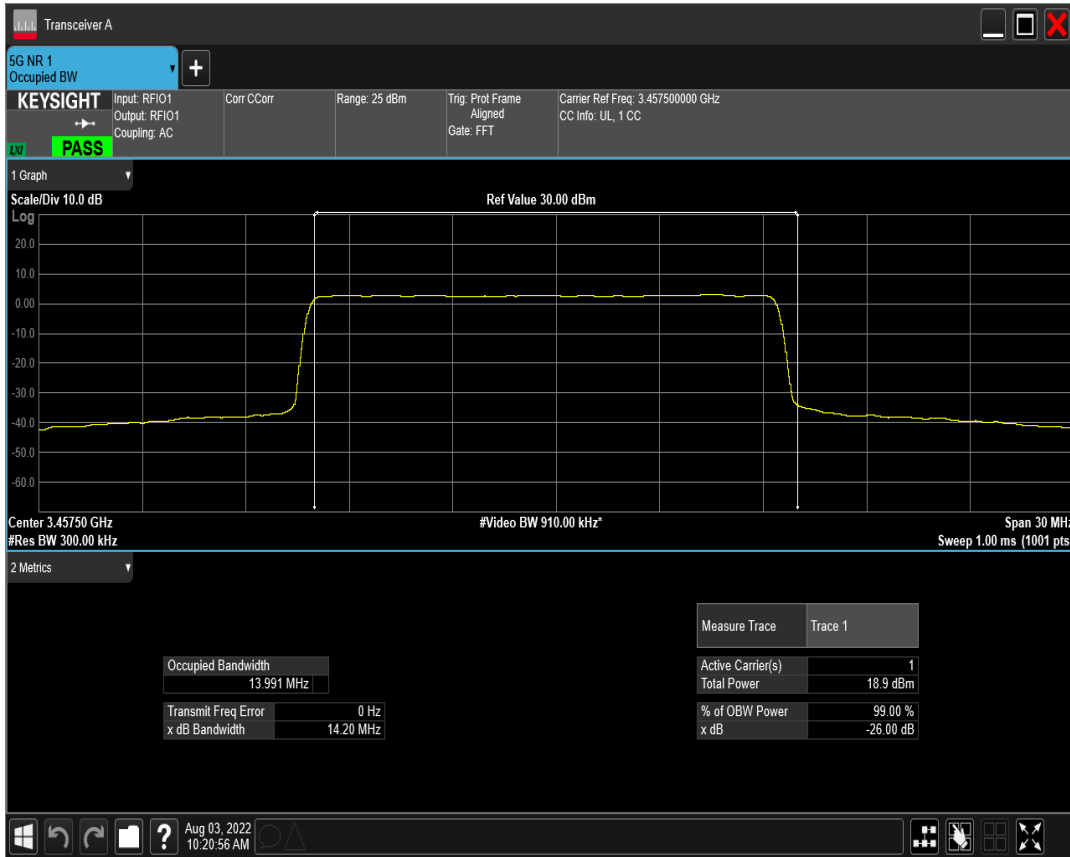 Transceiver A
5G NR 1
Occupied BW
KEYSIGHT
LXI
PASS
Input: RFIO1
Output: RFIO1
Coupling: AC
Corr CCorr
Range: 25 dBm
Trig: Prot Frame
Aligned
Gate: FFT
Carrier Ref Freq: 3.457500000 GHz
CC Info: UL, 1 CC
1 Graph
Scale/Div 10.0 dB
Ref Value 30.00 dBm
Log
20.0
10.0
0.00
-10.0
-20.0
-30.0
-40.0
-50.0
-60.0
Center 3.45750 GHz
#Video BW 910.00 kHz*
Span 30 MHz
#Res BW 300.00 kHz
Sweep 1.00 ms (1001 pts
2 Metrics
Measure Trace Trace 1
Occupied Bandwidth
13.991 MHz
Active Carrier(s) 1
Total Power 18.9 dBm
Transmit Freq Error 0 Hz
x dB Bandwidth 14.20 MHz
% of OBW Power 99.00 %
x dB -26.00 dB
?
Aug 03, 2022
10:20:56 AM